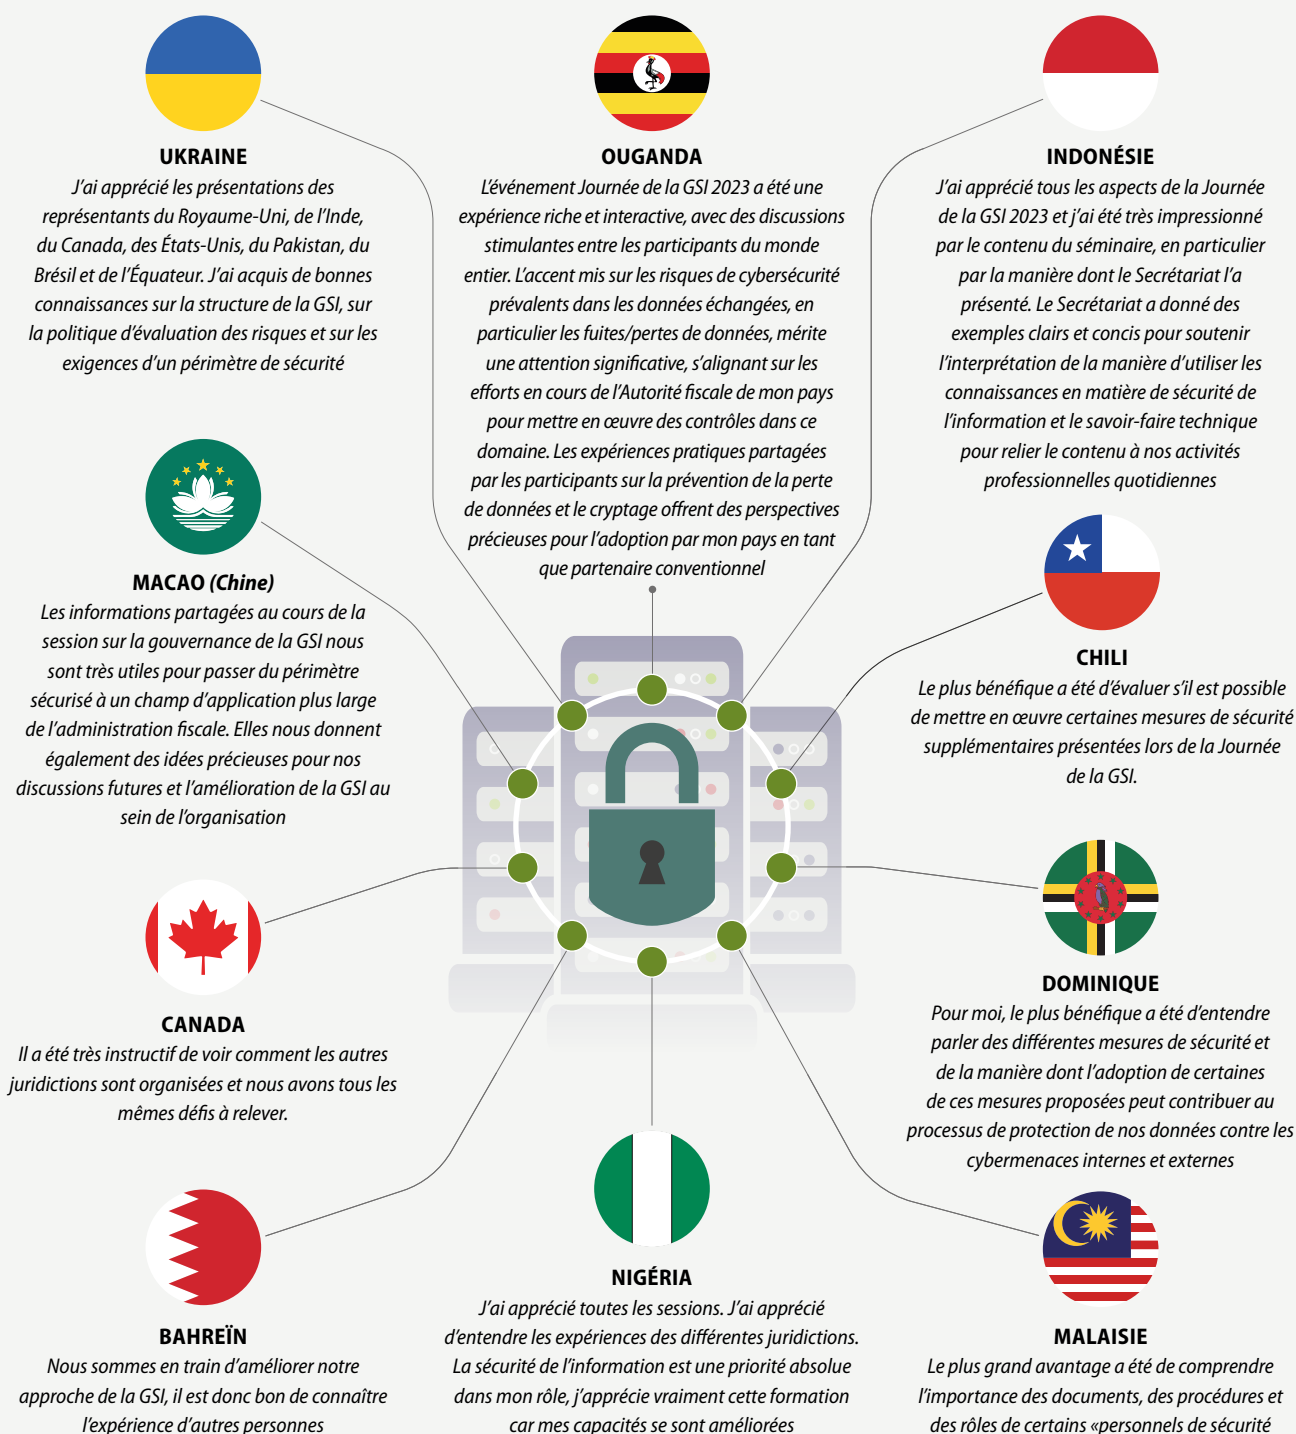 UKRAINE
J’ai apprécié les présentations des
représentants du Royaume-Uni, de l’Inde,
du Canada, des États-Unis, du Pakistan, du
Brésil et de l’Équateur. J’ai acquis de bonnes
connaissances sur la structure de la GSI, sur
la politique d’évaluation des risques et sur les
exigences d’un périmètre de sécurité
OUGANDA
L’événement Journée de la GSI 2023 a été une
expérience riche et interactive, avec des discussions
stimulantes entre les participants du monde
entier. L’accent mis sur les risques de cybersécurité
prévalents dans les données échangées, en
particulier les fuites/pertes de données, mérite
une attention significative, s’alignant sur les
efforts en cours de l’Autorité fiscale de mon pays
pour mettre en œuvre des contrôles dans ce
domaine. Les expériences pratiques partagées
par les participants sur la prévention de la perte
de données et le cryptage offrent des perspectives
précieuses pour l’adoption par mon pays en tant
que partenaire conventionnel
INDONÉSIE
J’ai apprécié tous les aspects de la Journée
de la GSI 2023 et j’ai été très impressionné
par le contenu du séminaire, en particulier
par la manière dont le Secrétariat l’a
présenté. Le Secrétariat a donné des
exemples clairs et concis pour soutenir
l’interprétation de la manière d’utiliser les
connaissances en matière de sécurité de
l’information et le savoir-faire technique
pour relier le contenu à nos activités
professionnelles quotidiennes
MACAO (Chine)
Les informations partagées au cours de la
session sur la gouvernance de la GSI nous
sont très utiles pour passer du périmètre
sécurisé à un champ d’application plus large
de l’administration fiscale. Elles nous donnent
également des idées précieuses pour nos
discussions futures et l’amélioration de la GSI au
sein de l’organisation
CHILI
Le plus bénéfique a été d’évaluer s’il est possible
de mettre en œuvre certaines mesures de sécurité
supplémentaires présentées lors de la Journée
de la GSI.
CANADA
Il a été très instructif de voir comment les autres
juridictions sont organisées et nous avons tous les
mêmes défis à relever.
DOMINIQUE
Pour moi, le plus bénéfique a été d’entendre
parler des différentes mesures de sécurité et
de la manière dont l’adoption de certaines
de ces mesures proposées peut contribuer au
processus de protection de nos données contre les
cybermenaces internes et externes
BAHREÏN
Nous sommes en train d’améliorer notre
approche de la GSI, il est donc bon de connaître
l’expérience d’autres personnes
NIGÉRIA
J’ai apprécié toutes les sessions. J’ai apprécié
d’entendre les expériences des différentes juridictions.
La sécurité de l’information est une priorité absolue
dans mon rôle, j’apprécie vraiment cette formation
car mes capacités se sont améliorées
MALAISIE
Le plus grand avantage a été de comprendre
l’importance des documents, des procédures et
des rôles de certains «personnels de sécurité